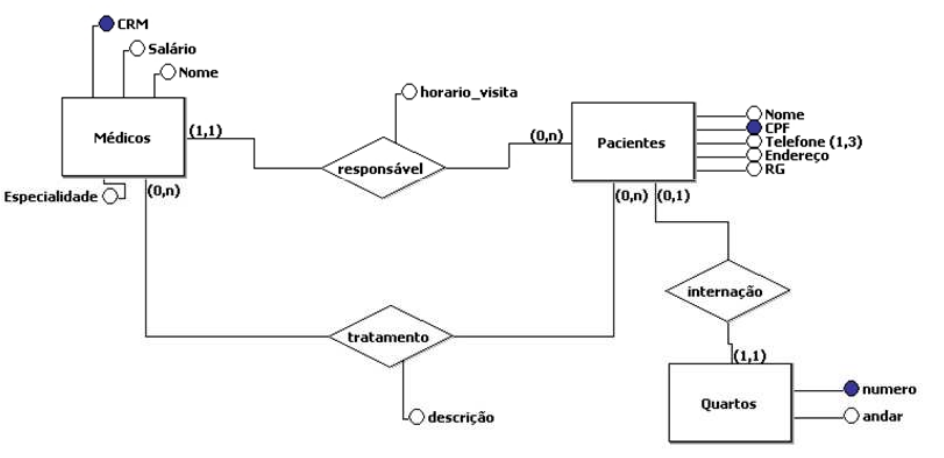 CRM
Salário
Nome
Médicos
Especialidade
(1,1)
(0,n)
horario_visita
responsável
(0,n)
Pacientes
Nome
CPF
Telefone (1,3)
Endereço
RG
(0,n)
(0,1)
internação
tratamento
descrição
(1,1)
Quartos
numero
andar